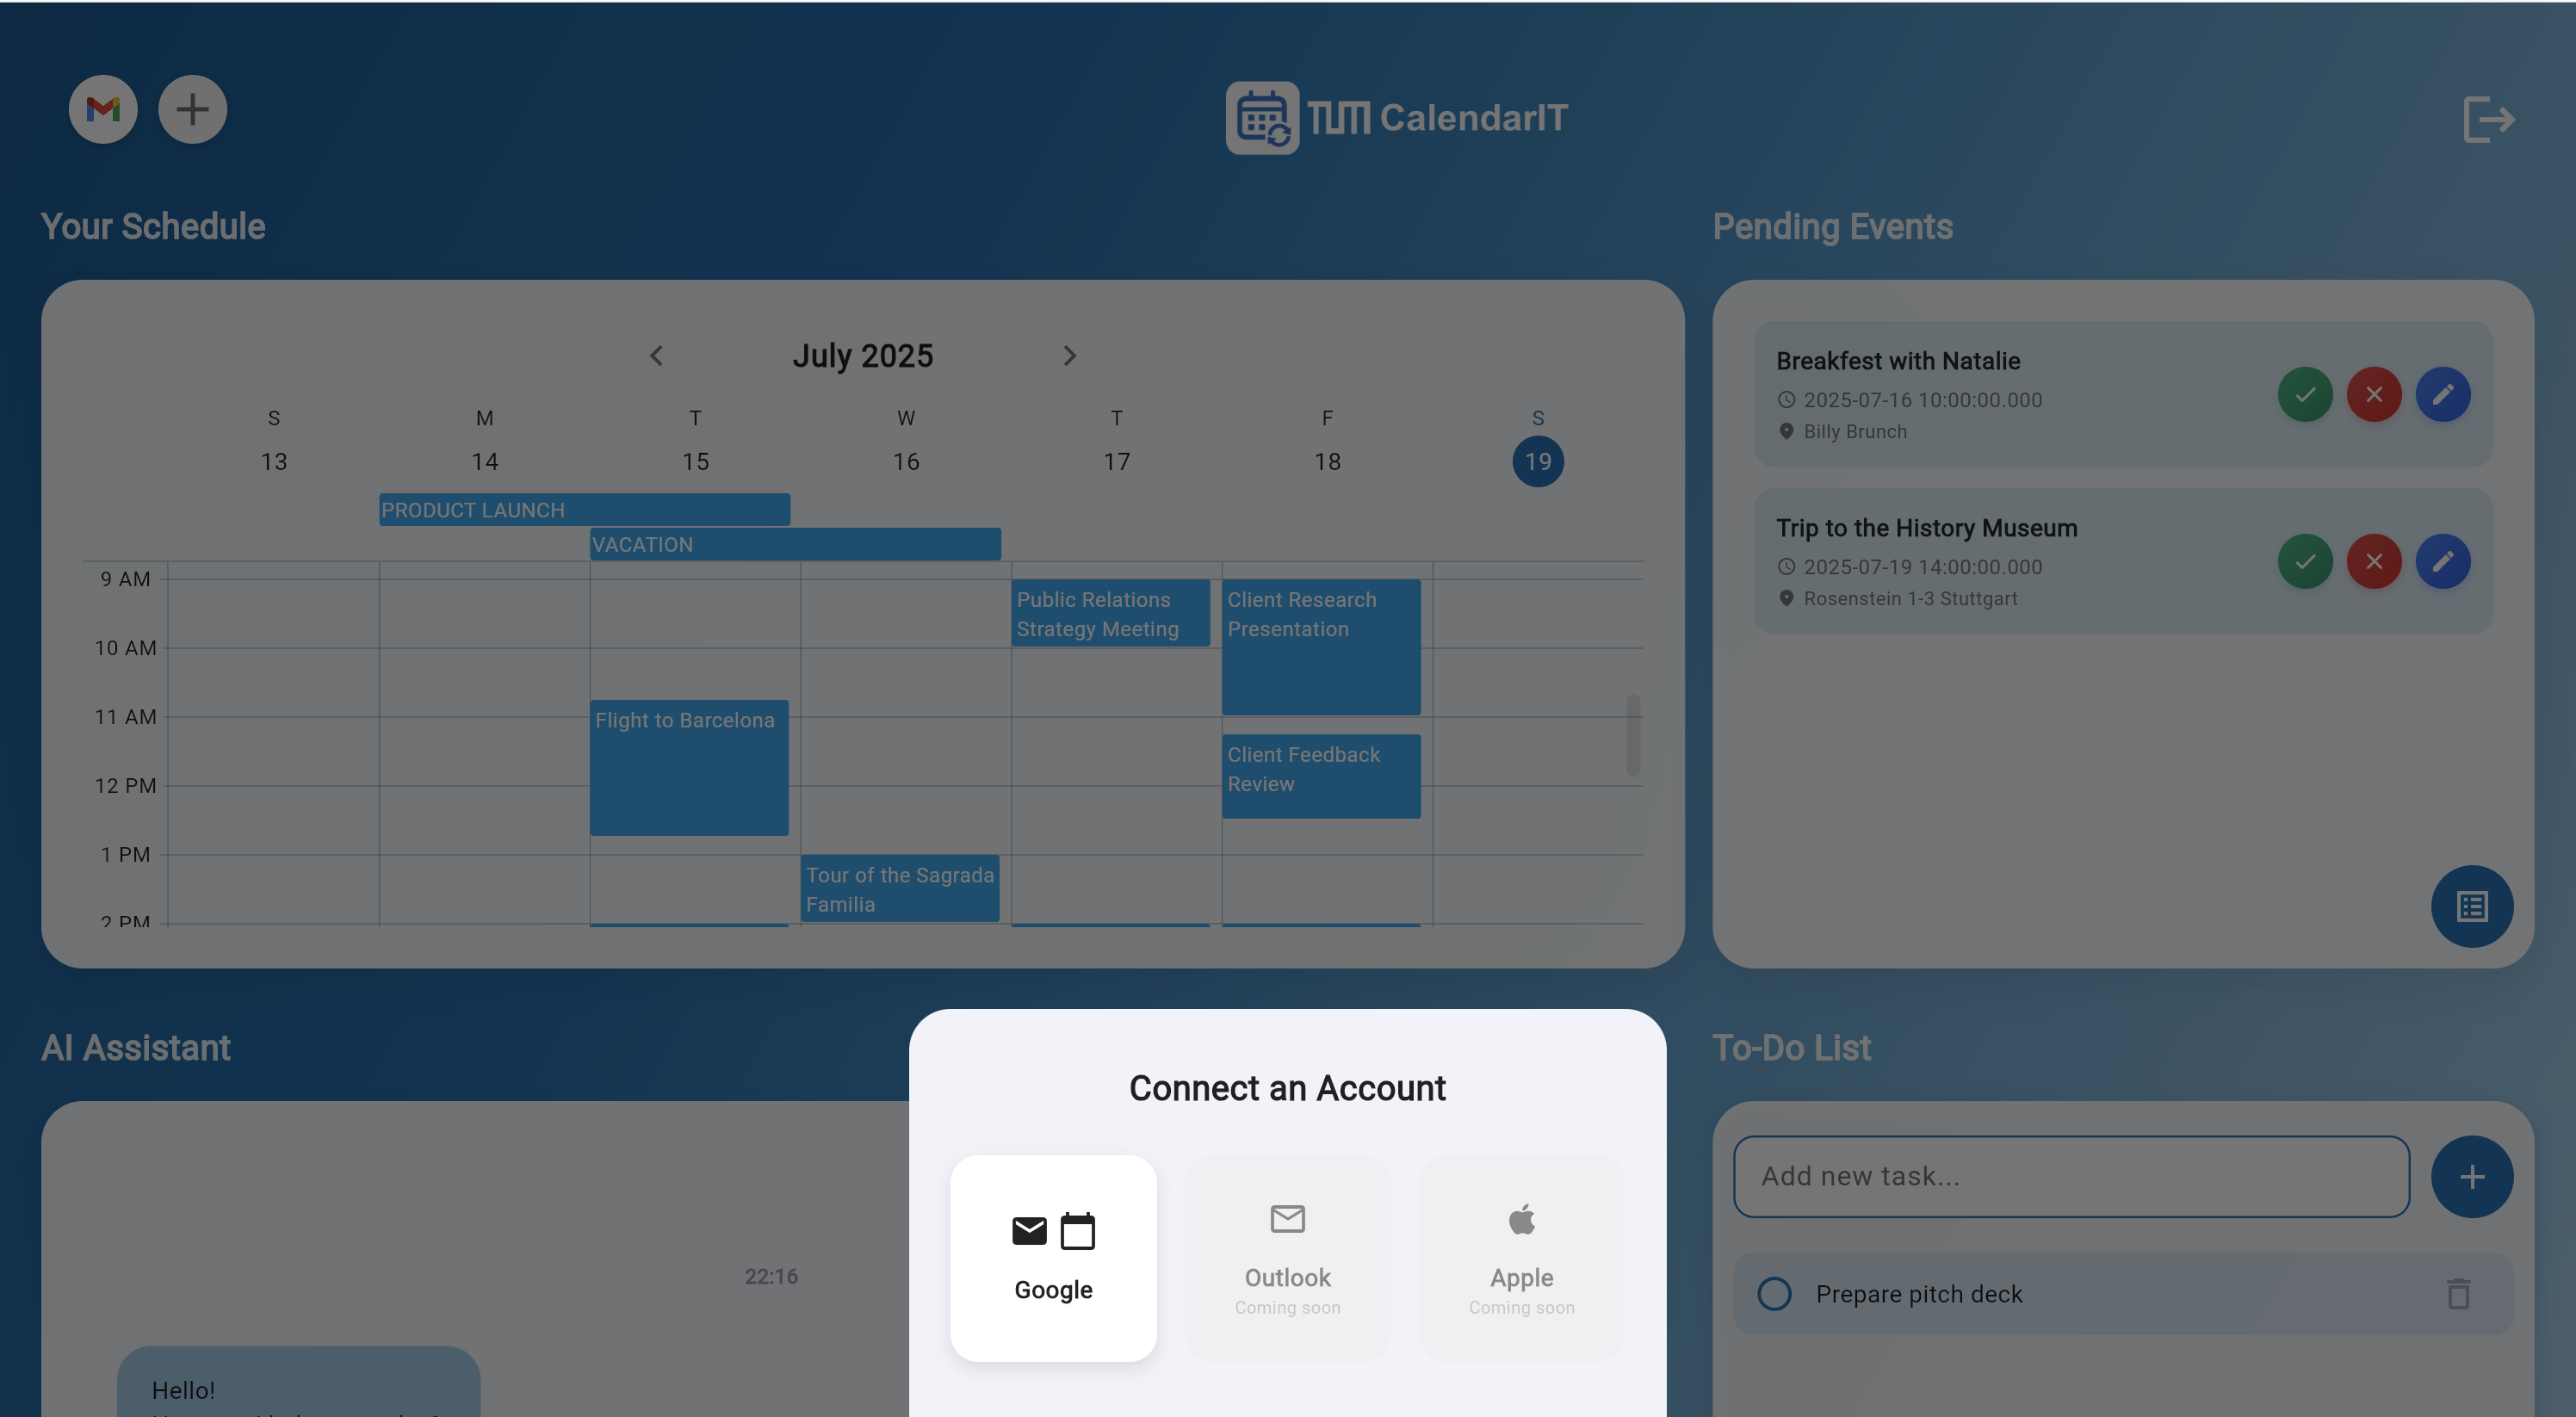 TUM CalendarIT
Your Schedule
Pending Events
July 2025
S M T W T F S
13 14 15 16 17 18 19
PRODUCT LAUNCH
VACATION
9 AM
10 AM
11 AM
12 PM
1 PM
2 PM
Public Relations
Strategy Meeting
Client Research
Presentation
Flight to Barcelona
Client Feedback
Review
Tour of the Sagrada
Familia
Breakfest with Natalie
2025-07-16 10:00:00.000
Billy Brunch
Trip to the History Museum
2025-07-19 14:00:00.000
Rosenstein 1-3 Stuttgart
AI Assistant
22:16
Hello!
Connect an Account
Google
Outlook
Coming soon
Apple
Coming soon
To-Do List
Add new task...
Prepare pitch deck